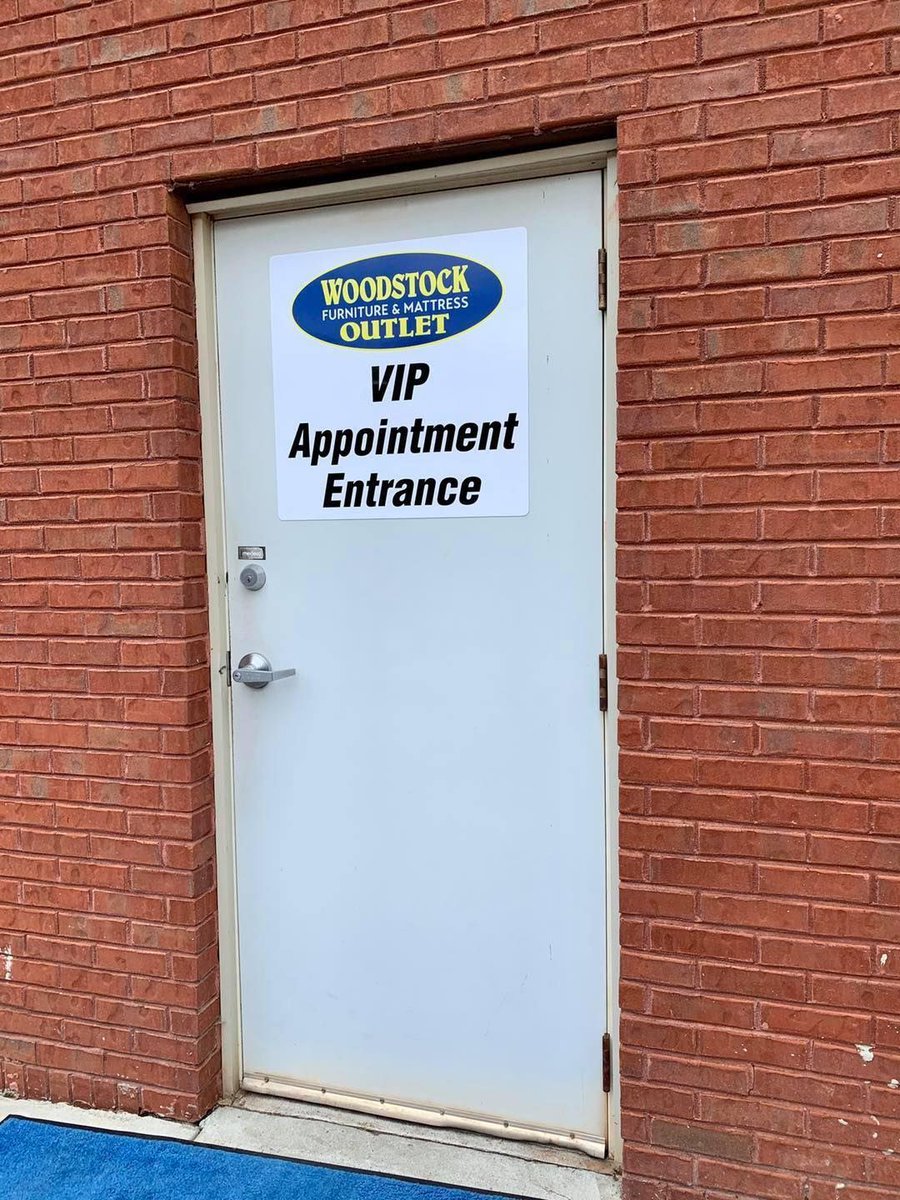 WOODSTOCK
FURNITURE & MATTRESS
OUTLET
VIP
Appointment
Entrance